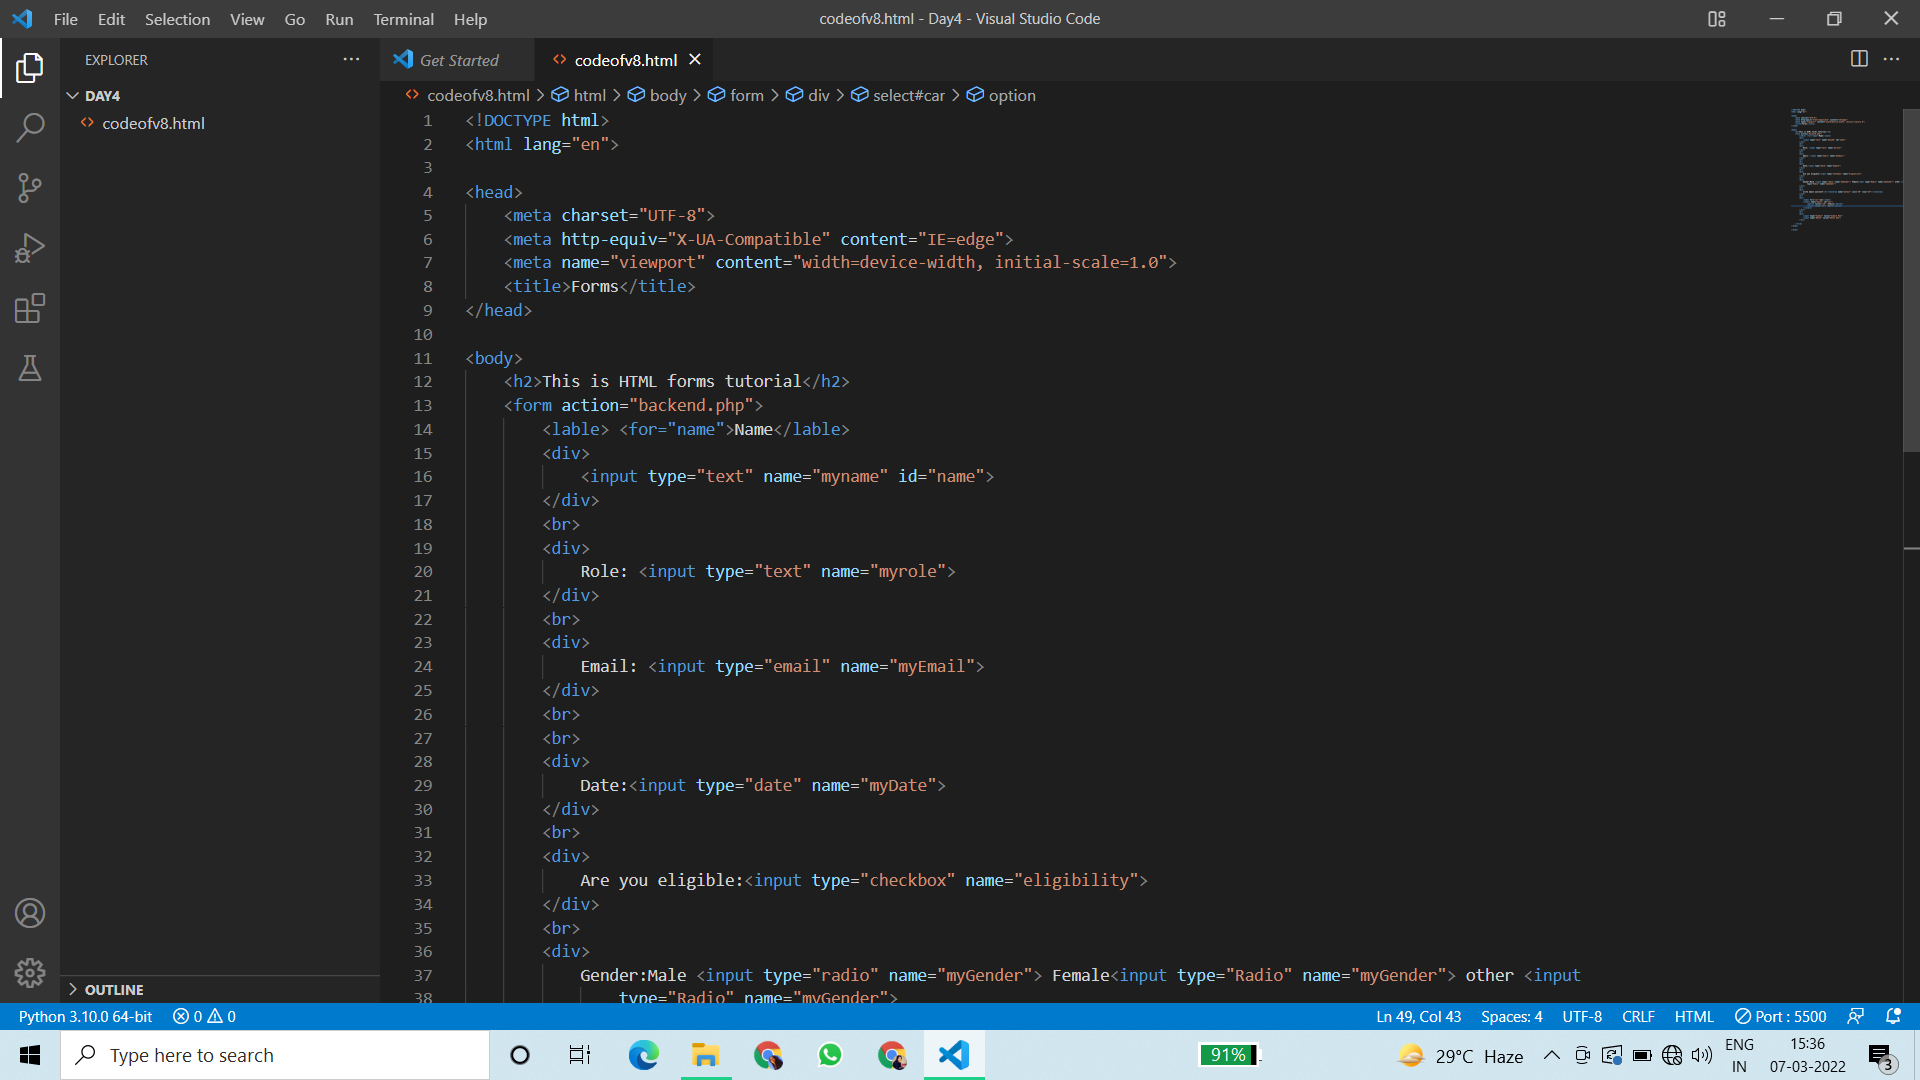 File Edit Selection View Go Run Terminal Help
codeofv8.html - Day4 - Visual Studio Code
EXPLORER
DAY4
codeofv8.html
OUTLINE
Get Started
codeofv8.html
codeofv8.html > html > body > form > div > select#car > option
1 <!DOCTYPE html>
2 <html lang="en">
3
4 <head>
5 <meta charset="UTF-8">
6 <meta http-equiv="X-UA-Compatible" content="IE=edge">
7 <meta name="viewport" content="width=device-width, initial-scale=1.0">
8 <title>Forms</title>
9 </head>
10
11 <body>
12 <h2>This is HTML forms tutorial</h2>
13 <form action="backend.php">
14 <lable> <for="name">Name</lable>
15 <div>
16 <input type="text" name="myname" id="name">
17 </div>
18 <br>
19 <div>
20 Role: <input type="text" name="myrole">
21 </div>
22 <br>
23 <div>
24 Email: <input type="email" name="myEmail">
25 </div>
26 <br>
27 <br>
28 <div>
29 Date:<input type="date" name="myDate">
30 </div>
31 <br>
32 <div>
33 Are you eligible:<input type="checkbox" name="eligibility">
34 </div>
35 <br>
36 <div>
37 Gender:Male <input type="radio" name="myGender"> Female<input type="Radio" name="myGender"> other <input
38 type="Radio" name="myGender">
Python 3.10.0 64-bit 0 0
Ln 49, Col 43 Spaces: 4 UTF-8 CRLF HTML Port : 5500
Type here to search
91%
29°C Haze
ENG
IN
15:36
07-03-2022
3